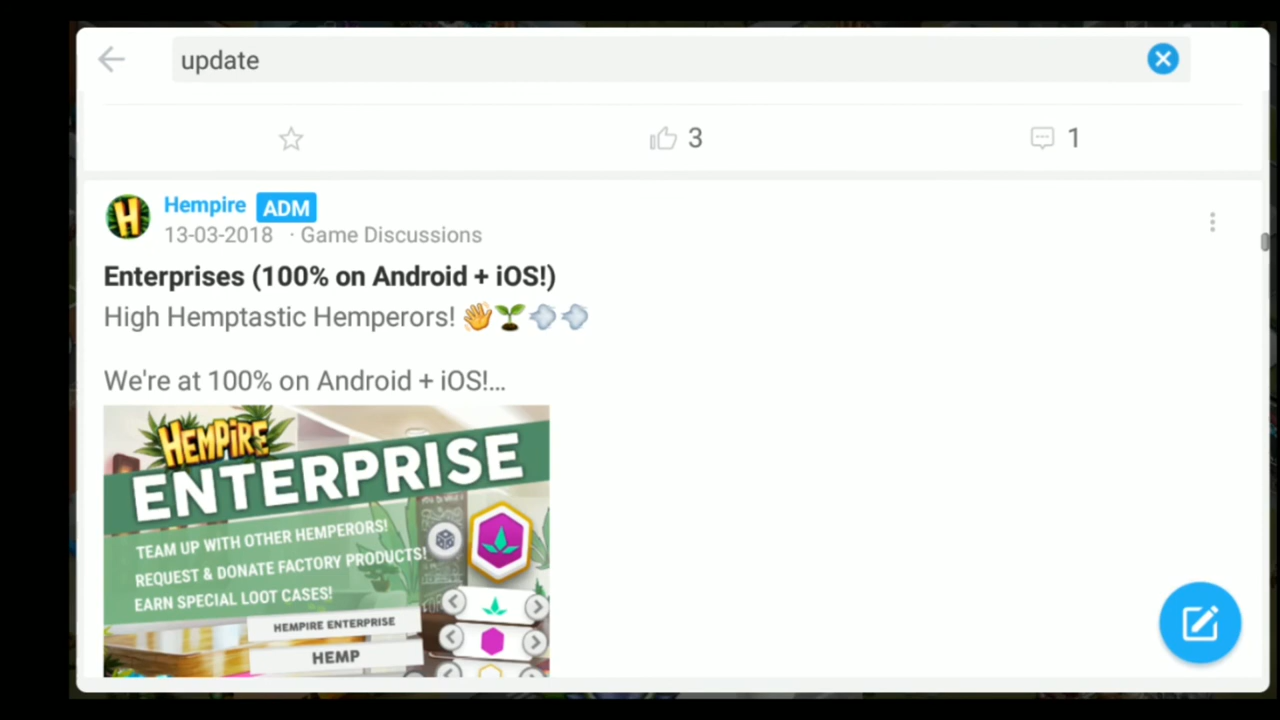 update
3
1
H
Hempire ADM
13-03-2018 · Game Discussions
Enterprises (100% on Android + iOS!)
High Hemptastic Hemperors! 👋🌱💨💨
We're at 100% on Android + iOS!...
HEMPIRE
ENTERPRISE
TEAM UP WITH OTHER HEMPERORS!
REQUEST & DONATE FACTORY PRODUCTS!
EARN SPECIAL LOOT CASES!
HEMPIRE ENTERPRISE
HEMP